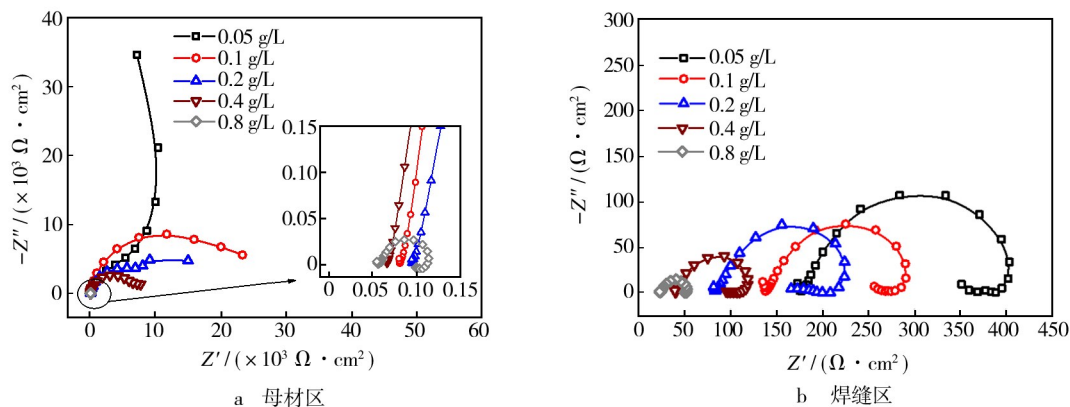 40
30
20
10
0
−Z″/(×10³ Ω·cm²)
0.05 g/L
0.1 g/L
0.2 g/L
0.4 g/L
0.8 g/L
0.15
0.10
0.05
0
0 0.05 0.10 0.15
0 10 20 30 40 50 60
Z′/(×10³ Ω·cm²)
a 母材区
300
250
200
150
100
50
0
−Z″/(Ω·cm²)
0.05 g/L
0.1 g/L
0.2 g/L
0.4 g/L
0.8 g/L
0 50 100 150 200 250 300 350 400 450
Z′/(Ω·cm²)
b 焊缝区